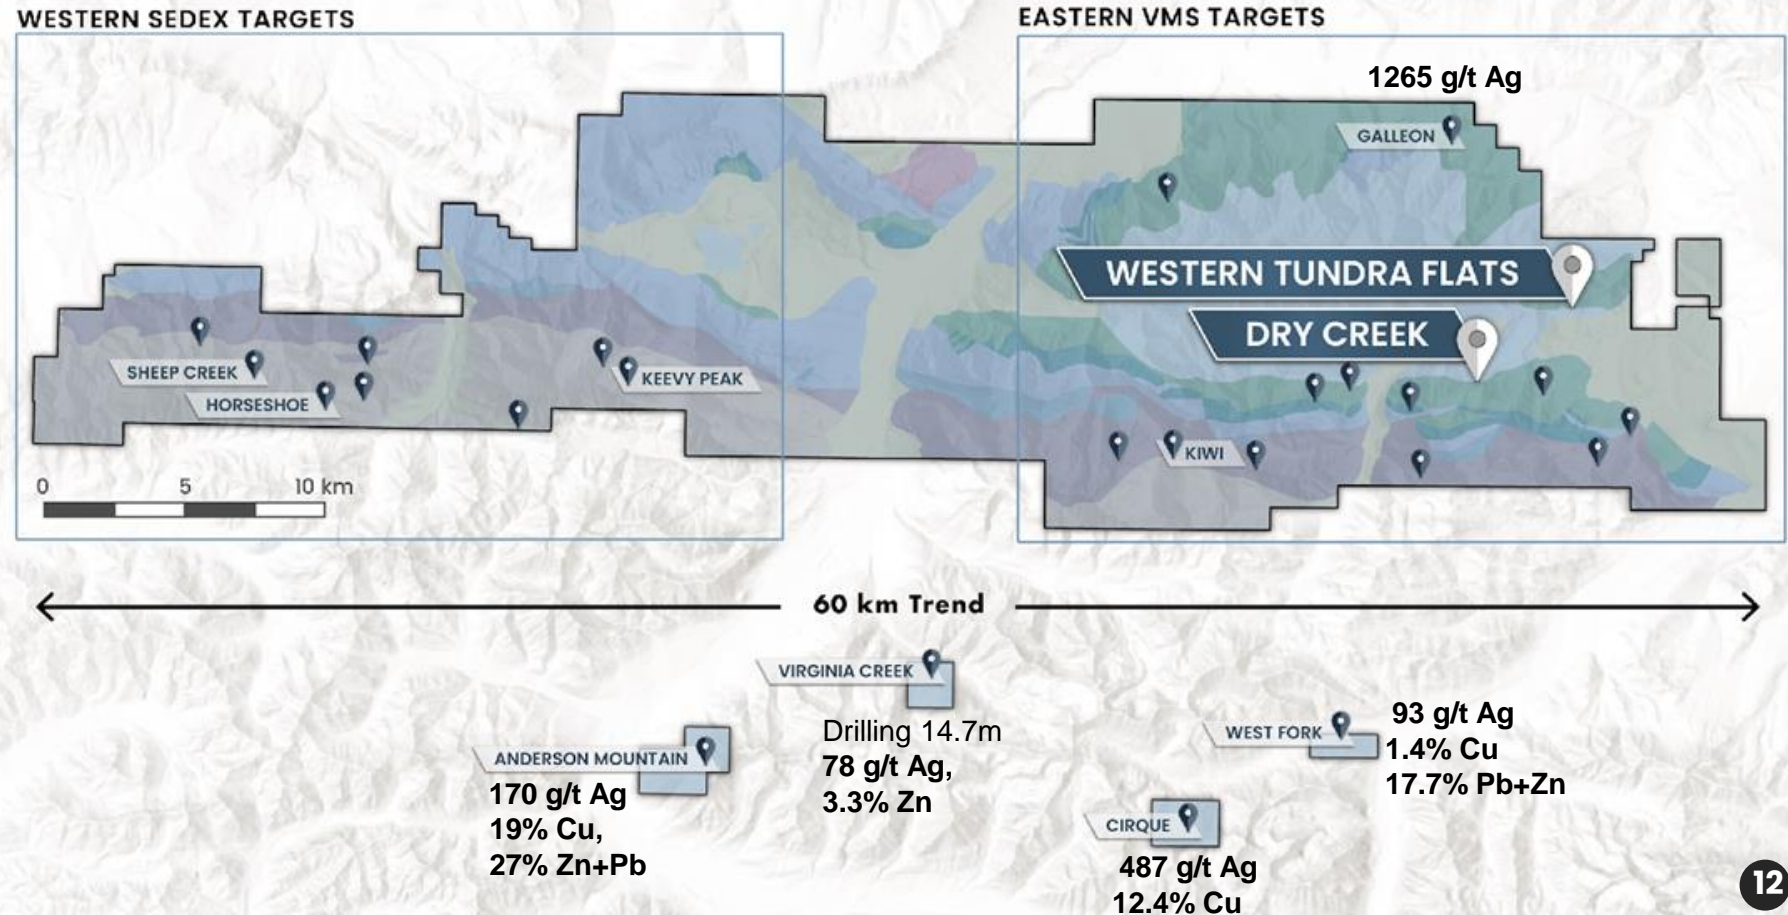 WESTERN SEDEX TARGETS
EASTERN VMS TARGETS
1265 g/t Ag
GALLEON
WESTERN TUNDRA FLATS
DRY CREEK
SHEEP CREEK
HORSESHOE
KEEVY PEAK
KIWI
0 5 10 km
60 km Trend
VIRGINIA CREEK
Drilling 14.7m
78 g/t Ag,
3.3% Zn
ANDERSON MOUNTAIN
170 g/t Ag
19% Cu,
27% Zn+Pb
WEST FORK
93 g/t Ag
1.4% Cu
17.7% Pb+Zn
CIRQUE
487 g/t Ag
12.4% Cu
12